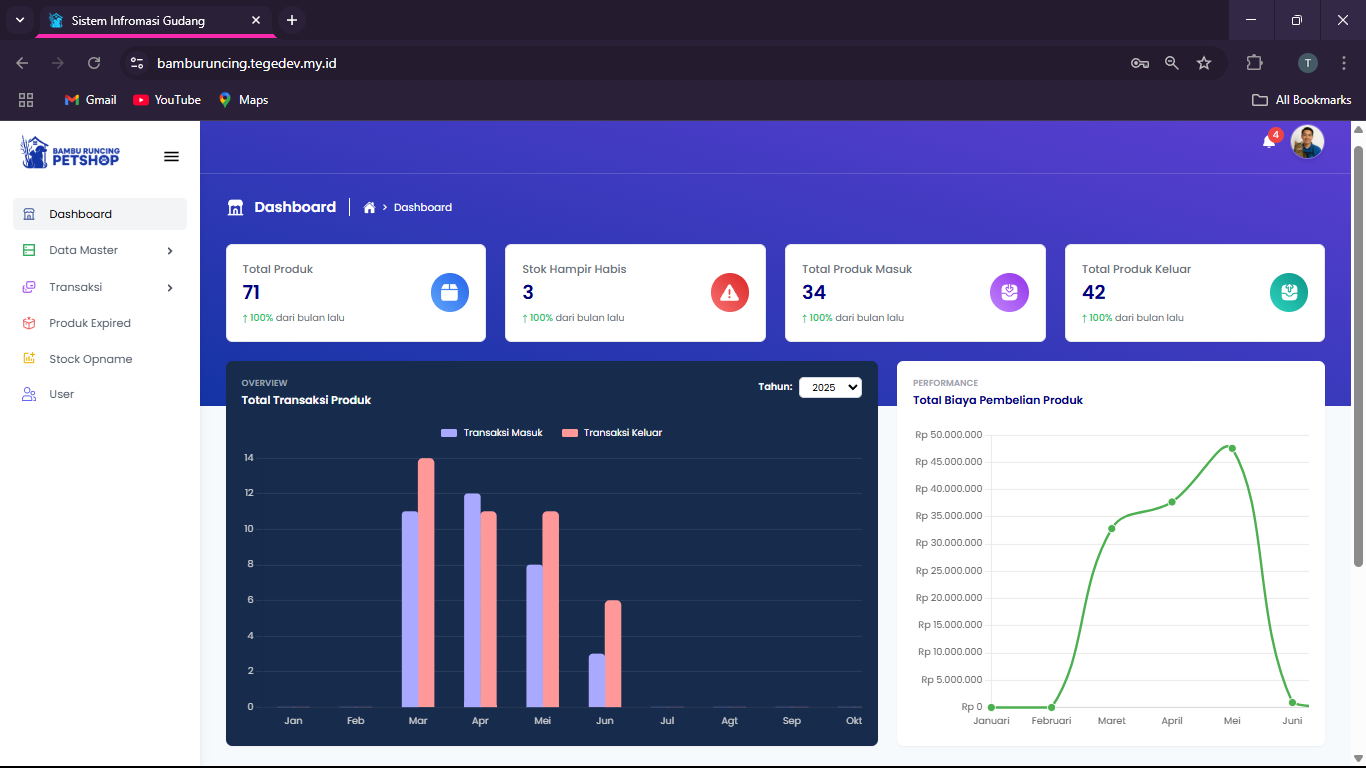 Sistem Infromasi Gudang
bamburuncing.tegedev.my.id
T
Gmail
YouTube
Maps
All Bookmarks
BAMBU RUNCING
PETSHOP
4
Dashboard
Data Master
Transaksi
Produk Expired
Stock Opname
User
Dashboard
Dashboard
Total Produk
71
↑ 100% dari bulan lalu
Stok Hampir Habis
3
↑ 100% dari bulan lalu
Total Produk Masuk
34
↑ 100% dari bulan lalu
Total Produk Keluar
42
↑ 100% dari bulan lalu
OVERVIEW
Total Transaksi Produk
Tahun: 2025
Transaksi Masuk Transaksi Keluar
14
12
10
8
6
4
2
0
Jan Feb Mar Apr Mei Jun Jul Agt Sep Okt
PERFORMANCE
Total Biaya Pembelian Produk
Rp 50.000.000
Rp 45.000.000
Rp 40.000.000
Rp 35.000.000
Rp 30.000.000
Rp 25.000.000
Rp 20.000.000
Rp 15.000.000
Rp 10.000.000
Rp 5.000.000
Rp 0
Januari Februari Maret April Mei Juni